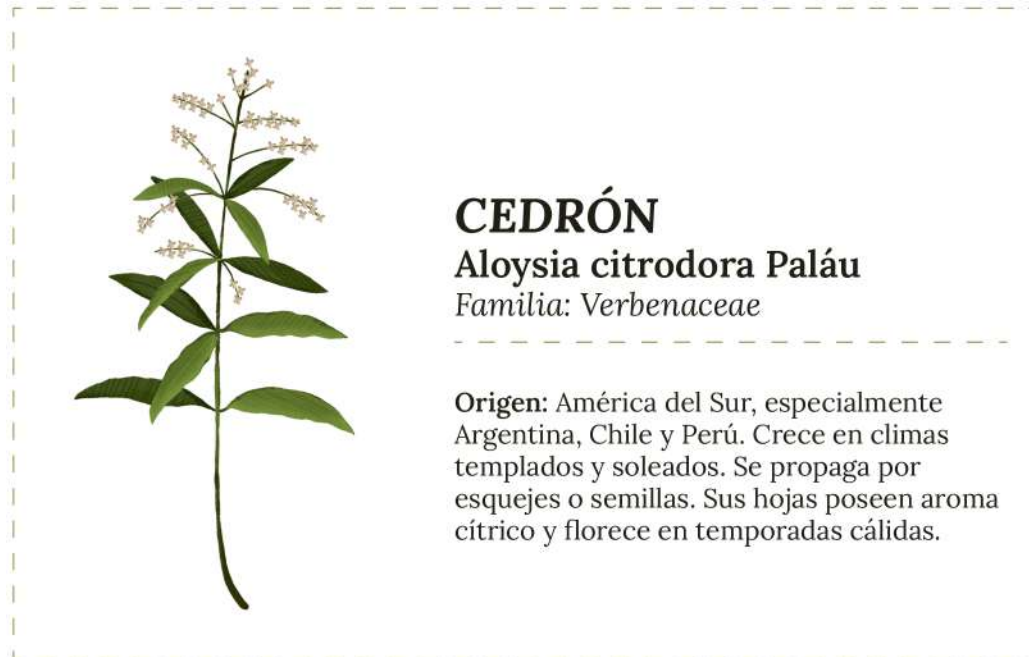 CEDRÓN
Aloysia citrodora Paláu
Familia: Verbenaceae
Origen: América del Sur, especialmente
Argentina, Chile y Perú. Crece en climas
templados y soleados. Se propaga por
esquejes o semillas. Sus hojas poseen aroma
cítrico y florece en temporadas cálidas.